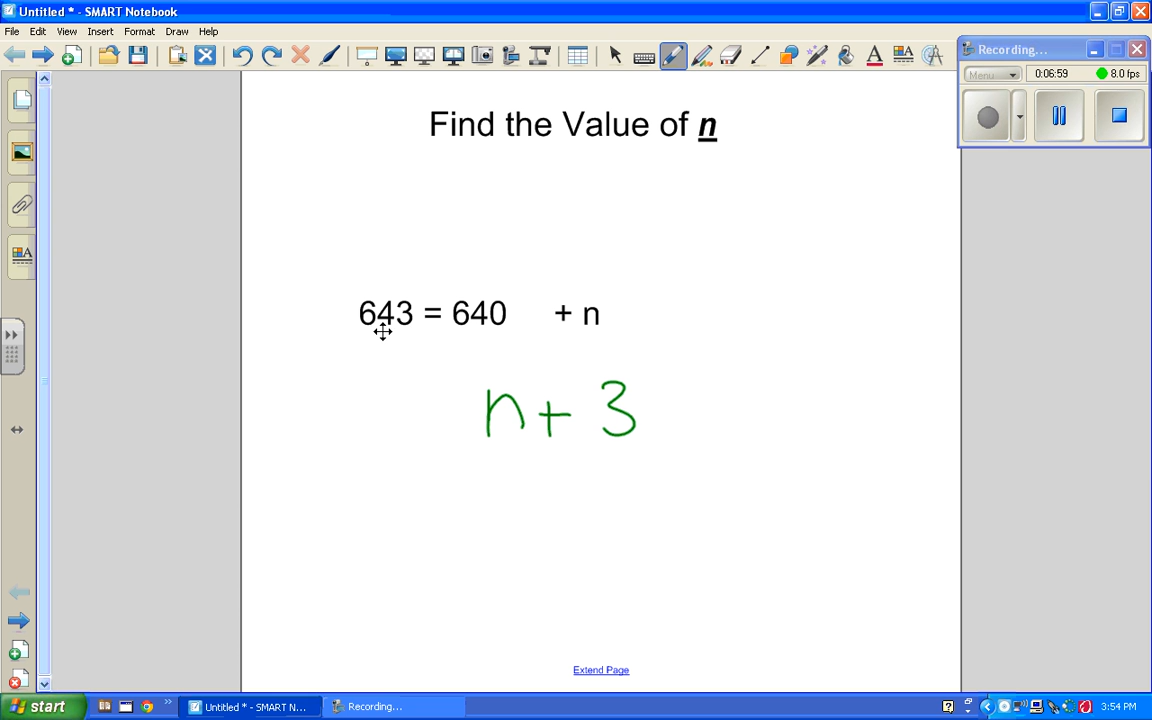 Untitled * - SMART Notebook
File Edit View Insert Format Draw Help
Recording...
Menu 0:06:59 8.0 fps
Find the Value of n
643 = 640 + n
n + 3
Extend Page
start
Untitled * - SMART N...
Recording...
3:54 PM